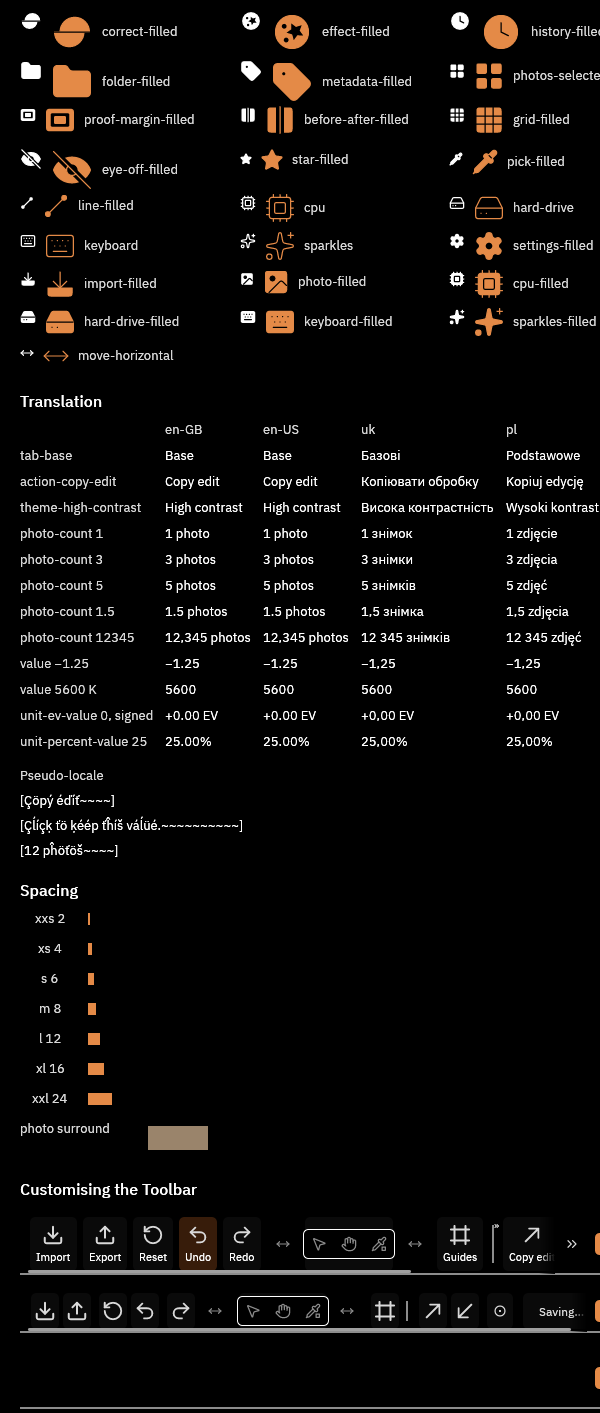 correct-filled effect-filled history-filled
folder-filled metadata-filled photos-selecte
proof-margin-filled before-after-filled grid-filled
eye-off-filled star-filled pick-filled
line-filled cpu hard-drive
keyboard sparkles settings-filled
import-filled photo-filled cpu-filled
hard-drive-filled keyboard-filled sparkles-filled
move-horizontal
Translation
en-GB en-US uk pl
tab-base Base Base Базові Podstawowe
action-copy-edit Copy edit Copy edit Копіювати обробку Kopiuj edycję
theme-high-contrast High contrast High contrast Висока контрастність Wysoki kontrast
photo-count 1 1 photo 1 photo 1 знімок 1 zdjęcie
photo-count 3 3 photos 3 photos 3 знімки 3 zdjęcia
photo-count 5 5 photos 5 photos 5 знімків 5 zdjęć
photo-count 1.5 1.5 photos 1.5 photos 1,5 знімка 1,5 zdjęcia
photo-count 12345 12,345 photos 12,345 photos 12 345 знімків 12 345 zdjęć
value −1.25 −1.25 −1.25 −1,25 −1,25
value 5600 K 5600 5600 5600 5600
unit-ev-value 0, signed +0.00 EV +0.00 EV +0,00 EV +0,00 EV
unit-percent-value 25 25.00% 25.00% 25,00% 25,00%
Pseudo-locale
[Çöpý éďíť~~~~]
[Çĺíçķ ťö ķéép ťĥíš váĺüé.~~~~~~~~~~]
[12 pĥöťöš~~~~]
Spacing
xxs 2
xs 4
s 6
m 8
l 12
xl 16
xxl 24
photo surround
Customising the Toolbar
Import Export Reset Undo Redo Guides Copy edi
Saving…